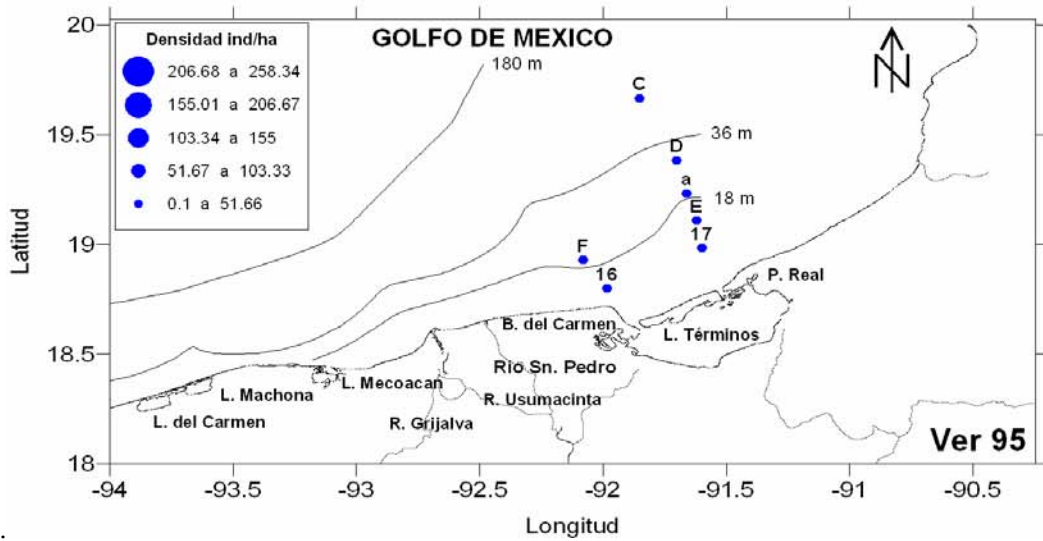 20
Densidad ind/ha
GOLFO DE MEXICO
206.68 a 258.34
155.01 a 206.67
103.34 a 155
51.67 a 103.33
0.1 a 51.66
180 m
N
C
19.5
36 m
D
a
18 m
E
Latitud
19
17
F
16
P. Real
B. del Carmen
L. Términos
18.5
Rio Sn. Pedro
L. Mecoacan
L. Machona
R. Usumacinta
L. del Carmen
R. Grijalva
Ver 95
18
-94 -93.5 -93 -92.5 -92 -91.5 -91 -90.5
Longitud
.